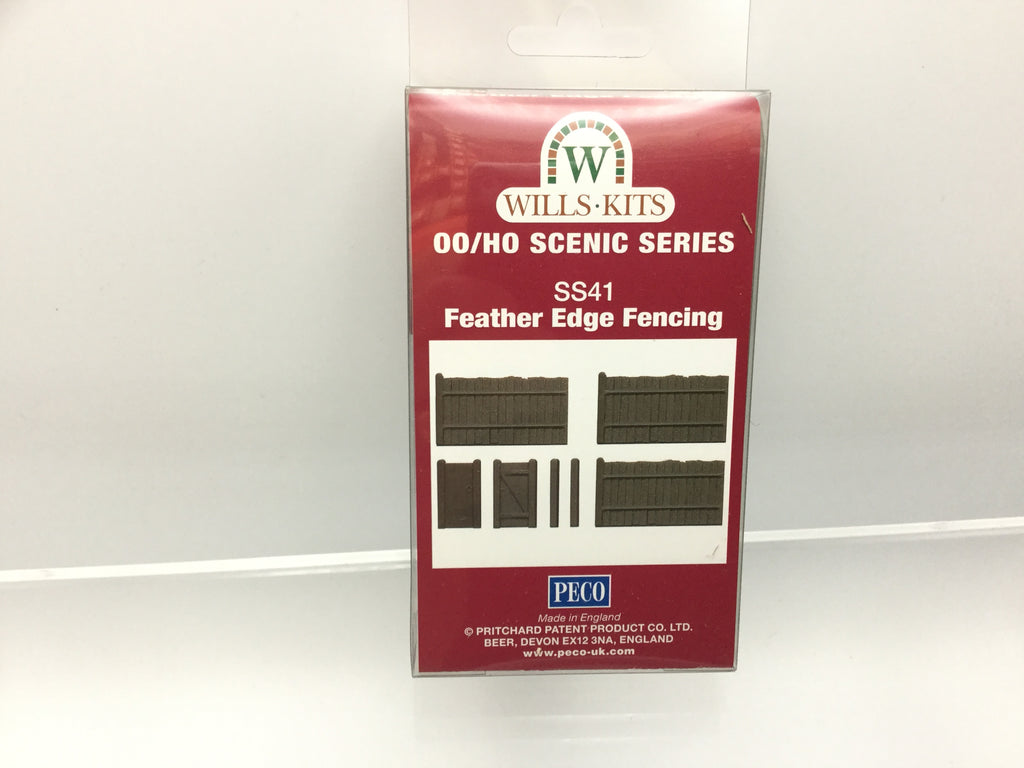 W
WILLS·KITS
OO/HO SCENIC SERIES
SS41
Feather Edge Fencing
PECO
Made in England
© PRITCHARD PATENT PRODUCT CO. LTD.
BEER, DEVON EX12 3NA, ENGLAND
www.peco-uk.com